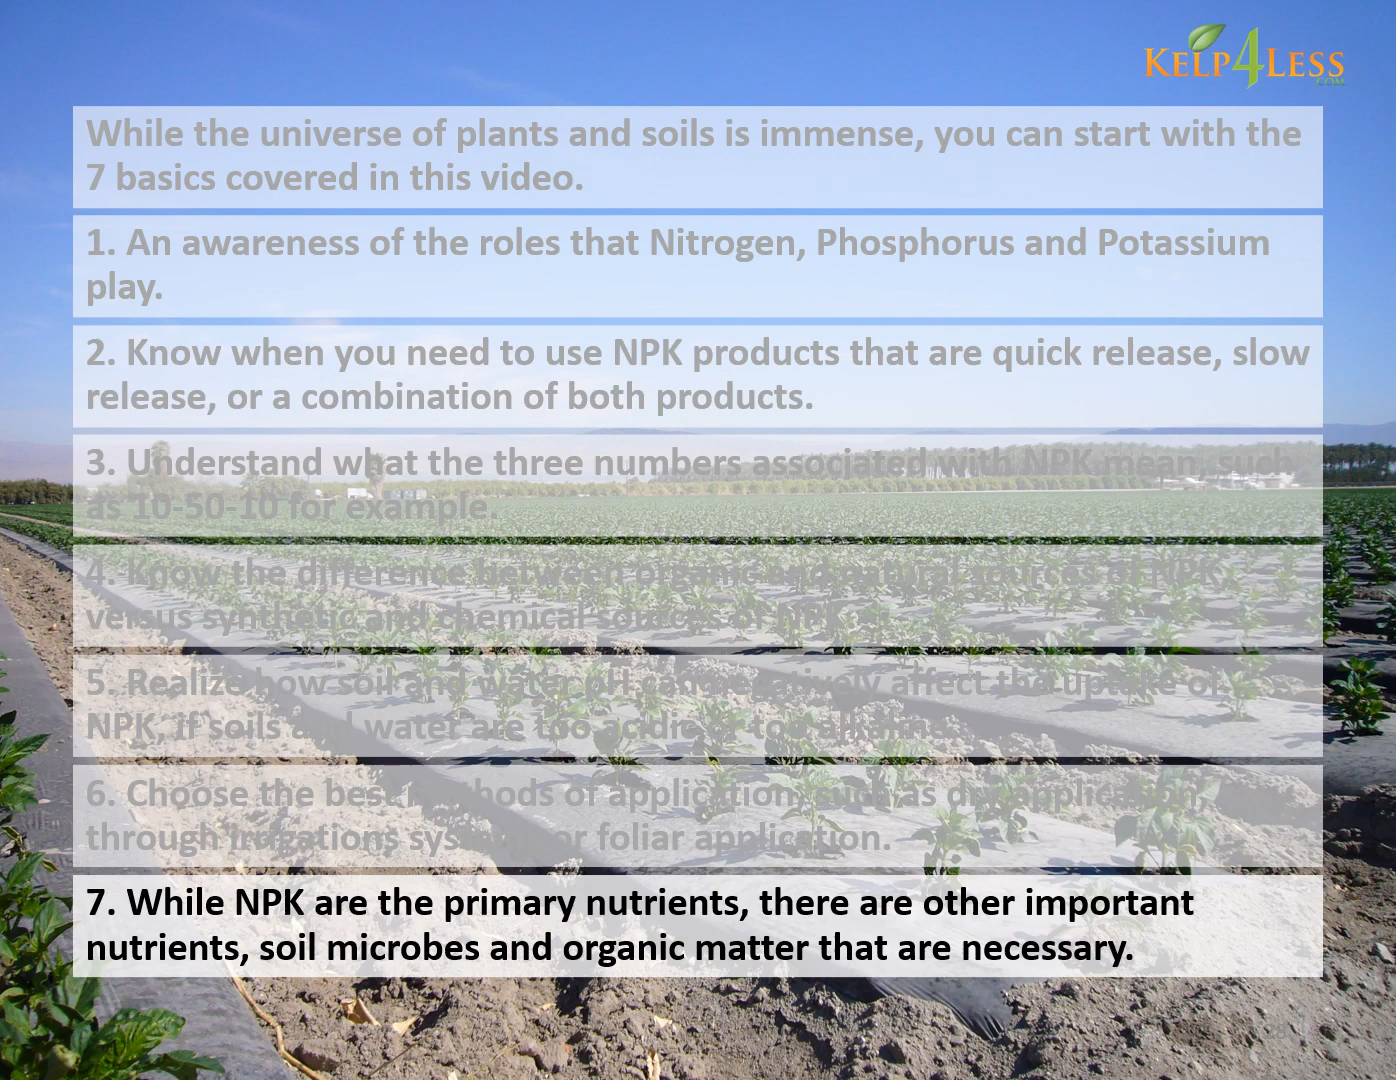 KELP4LESS
.COM
While the universe of plants and soils is immense, you can start with the
7 basics covered in this video.
1. An awareness of the roles that Nitrogen, Phosphorus and Potassium
play.
2. Know when you need to use NPK products that are quick release, slow
release, or a combination of both products.
3. Understand what the three numbers associated with NPK mean, such
as 10-50-10 for example.
4. Know the difference between organic and natural sources of NPK
versus synthetic and chemical sources of NPK.
5. Realize how soil and water pH can negatively affect the uptake of
NPK, if soils and water are too acidic or too alkaline.
6. Choose the best methods of application, such as dry application,
through irrigations systems or foliar application.
7. While NPK are the primary nutrients, there are other important
nutrients, soil microbes and organic matter that are necessary.